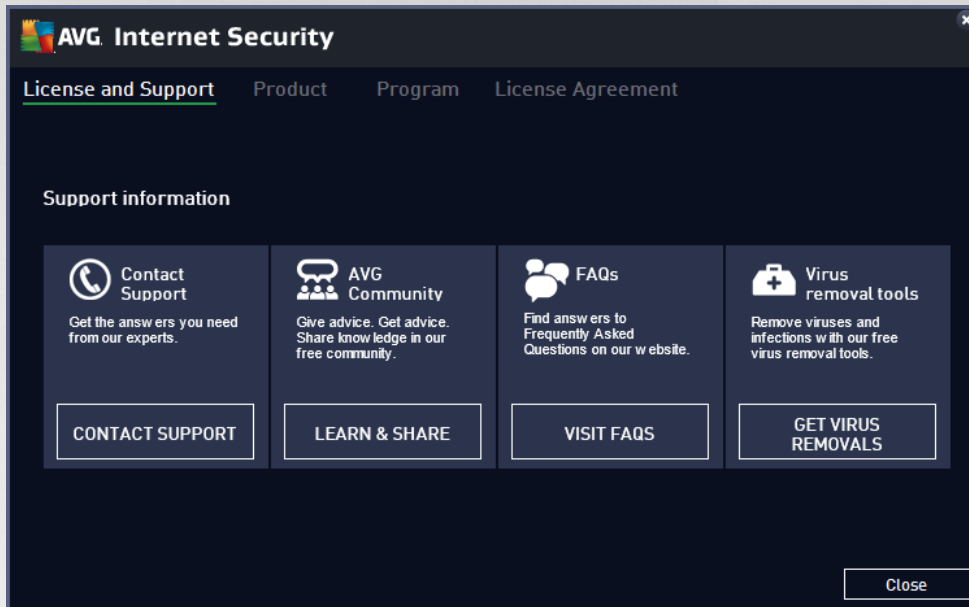 AVG Internet Security
License and Support Product Program License Agreement
Support information
Contact
Support
Get the answers you need
from our experts.
CONTACT SUPPORT
AVG
Community
Give advice. Get advice.
Share knowledge in our
free community.
LEARN & SHARE
FAQs
Find answers to
Frequently Asked
Questions on our website.
VISIT FAQS
Virus
removal tools
Remove viruses and
infections with our free
virus removal tools.
GET VIRUS
REMOVALS
Close